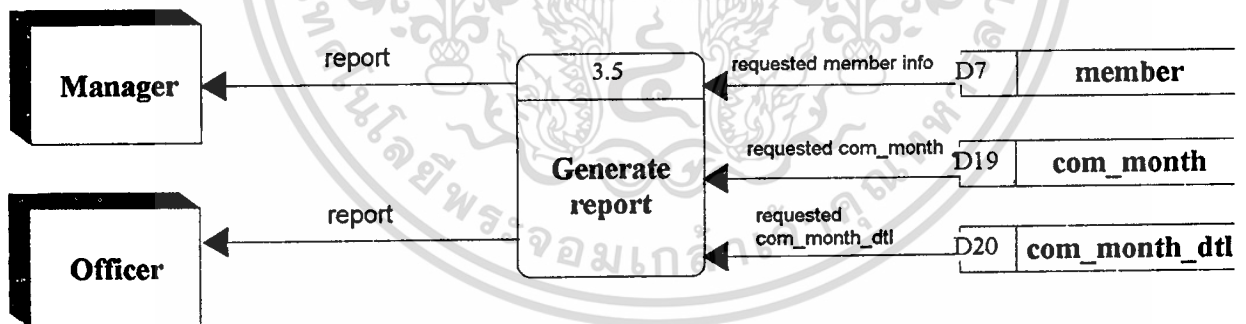 Manager
report
3.5
Generate
report
requested member info
D7 member
requested com_month
D19 com_month
requested
com_month_dtl
D20 com_month_dtl
report
Officer